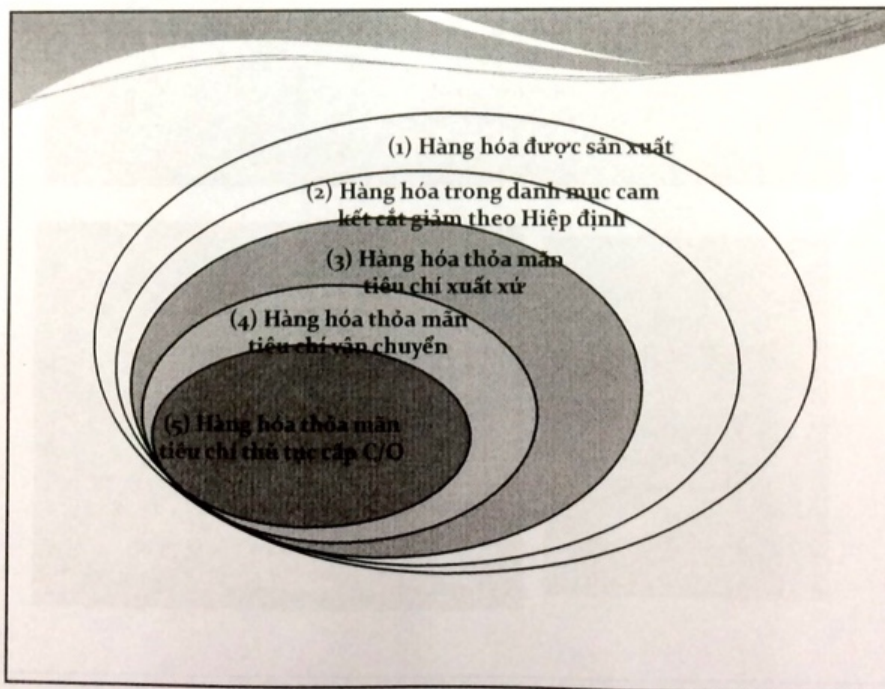 (1) Hàng hóa được sản xuất
(2) Hàng hóa trong danh mục cam
kết cắt giảm theo Hiệp định
(3) Hàng hóa thỏa mãn
tiêu chí xuất xứ
(4) Hàng hóa thỏa mãn
tiêu chí vận chuyển
(5) Hàng hóa thỏa mãn
tiêu chí thủ tục cấp C/O